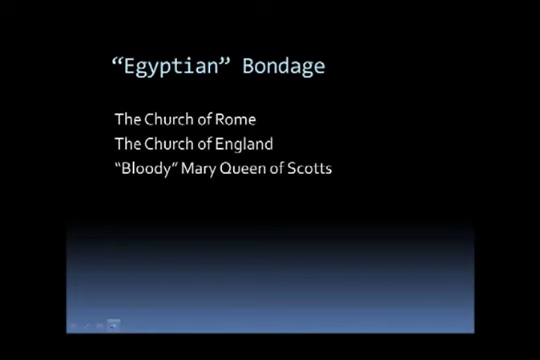 “Egyptian” Bondage
The Church of Rome
The Church of England
“Bloody” Mary Queen of Scotts